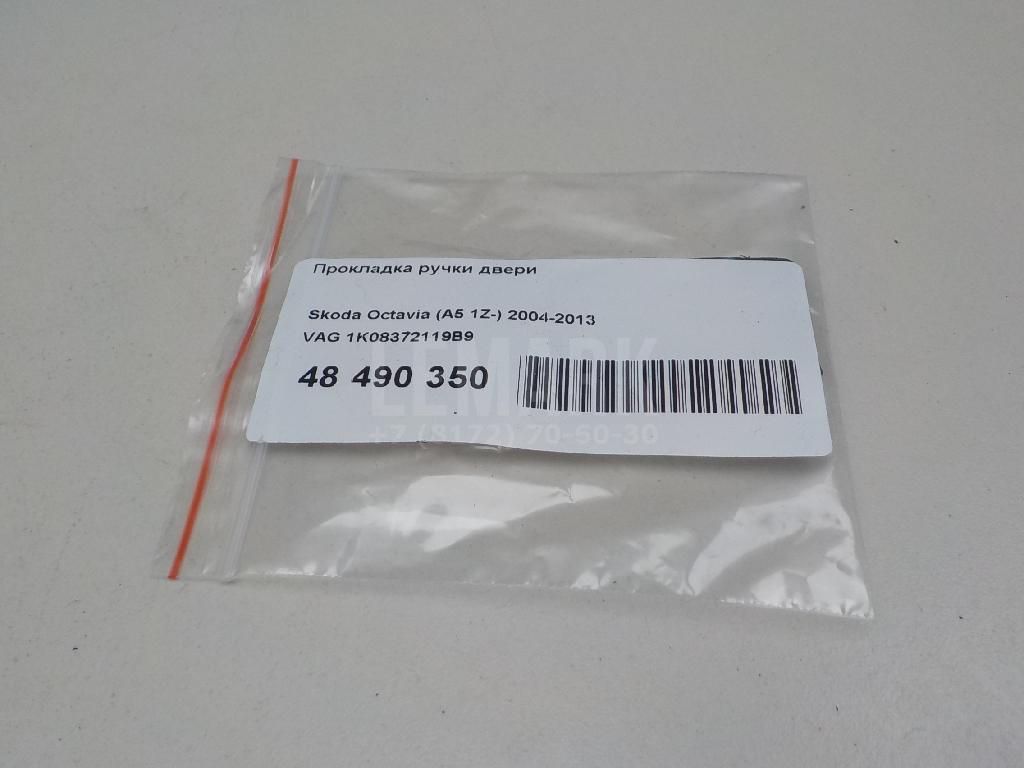 Прокладка ручки двери
Skoda Octavia (A5 1Z-) 2004-2013
VAG 1K08372119B9
48 490 350
LEMARK
+7 (8172) 70-50-30